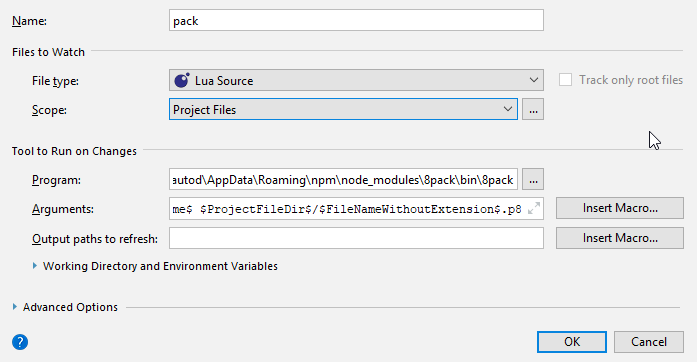 Name: pack
Files to Watch
File type: Lua Source Track only root files
Scope: Project Files ...
Tool to Run on Changes
Program: autod\AppData\Roaming\npm\node_modules\8pack\bin\8pack ...
Arguments: me$ $ProjectFileDir$/$FileNameWithoutExtension$.p8 Insert Macro...
Output paths to refresh: Insert Macro...
Working Directory and Environment Variables
Advanced Options
? OK Cancel